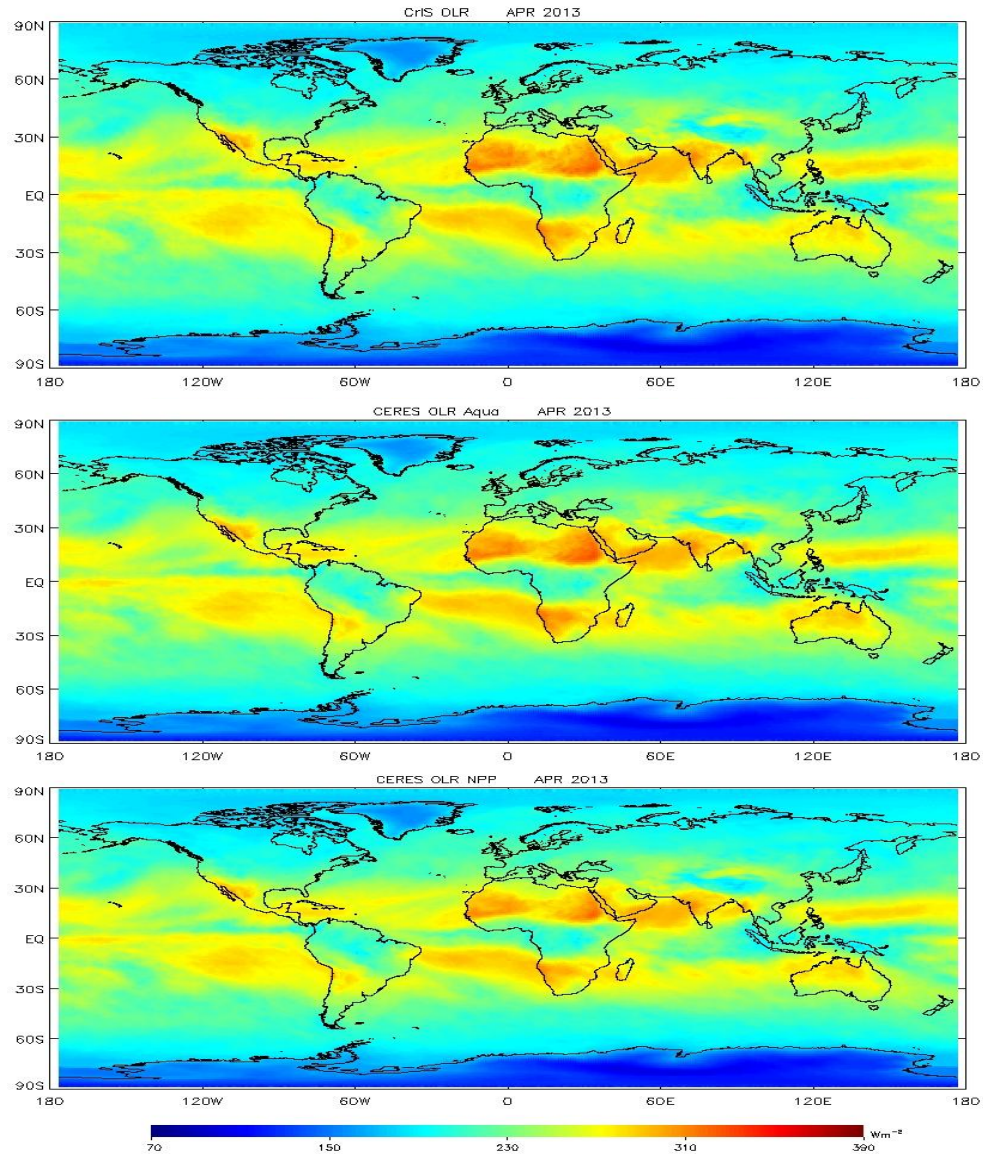 CrIS OLR APR 2013
90N
60N
30N
EQ
30S
60S
90S
180 120W 60W 0 60E 120E 180
CERES OLR Aqua APR 2013
90N
60N
30N
EQ
30S
60S
90S
180 120W 60W 0 60E 120E 180
CERES OLR NPP APR 2013
90N
60N
30N
EQ
30S
60S
90S
180 120W 60W 0 60E 120E 180
70 150 230 310 390 Wm⁻²